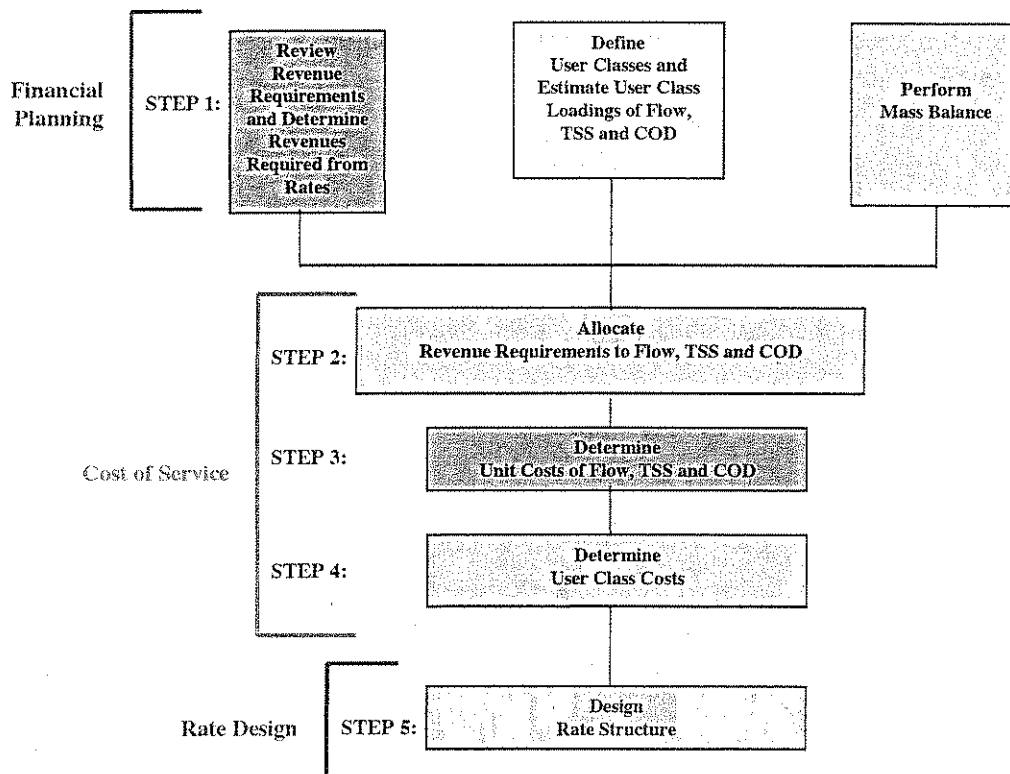 Financial
Planning
STEP 1:
Review
Revenue
Requirements
and Determine
Revenues
Required from
Rates
Define
User Classes and
Estimate User Class
Loadings of Flow,
TSS and COD
Perform
Mass Balance
Cost of Service
STEP 2:
Allocate
Revenue Requirements to Flow, TSS and COD
STEP 3:
Determine
Unit Costs of Flow, TSS and COD
STEP 4:
Determine
User Class Costs
Rate Design
STEP 5:
Design
Rate Structure